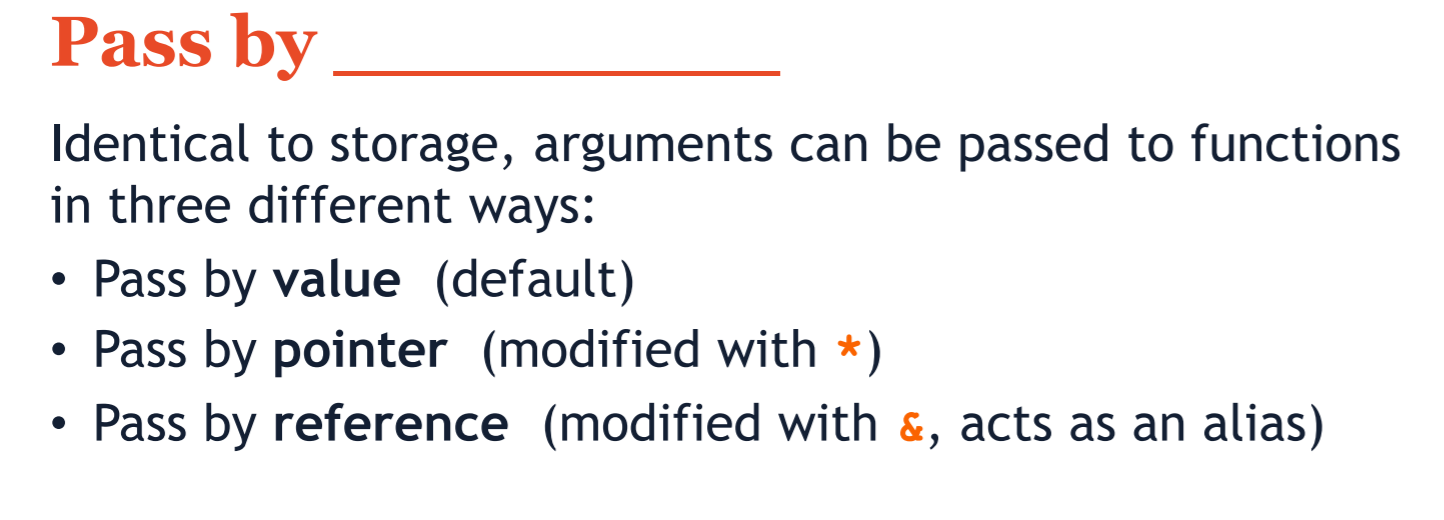 Pass by ____________
Identical to storage, arguments can be passed to functions
in three different ways:
• Pass by value (default)
• Pass by pointer (modified with *)
• Pass by reference (modified with &, acts as an alias)